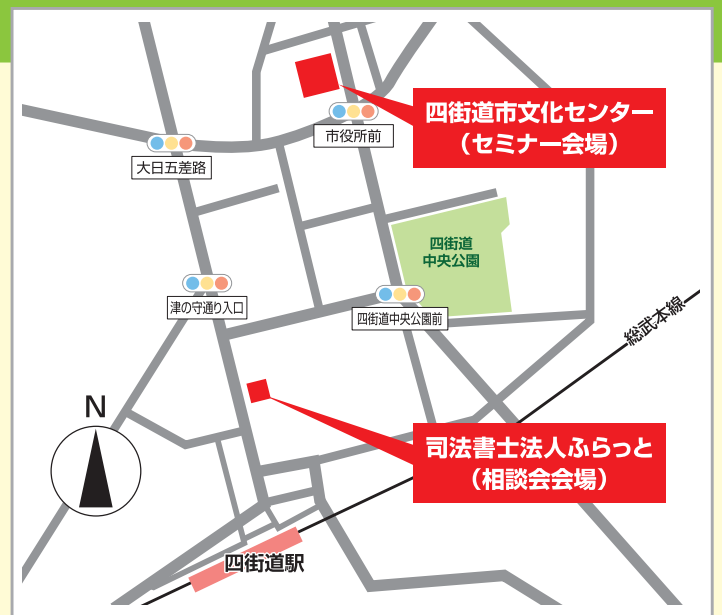 四街道市文化センター
（セミナー会場）
市役所前
大日五差路
四街道
中央公園
津の守通り入口
四街道中央公園前
総武本線
N
司法書士法人ふらっと
（相談会会場）
四街道駅